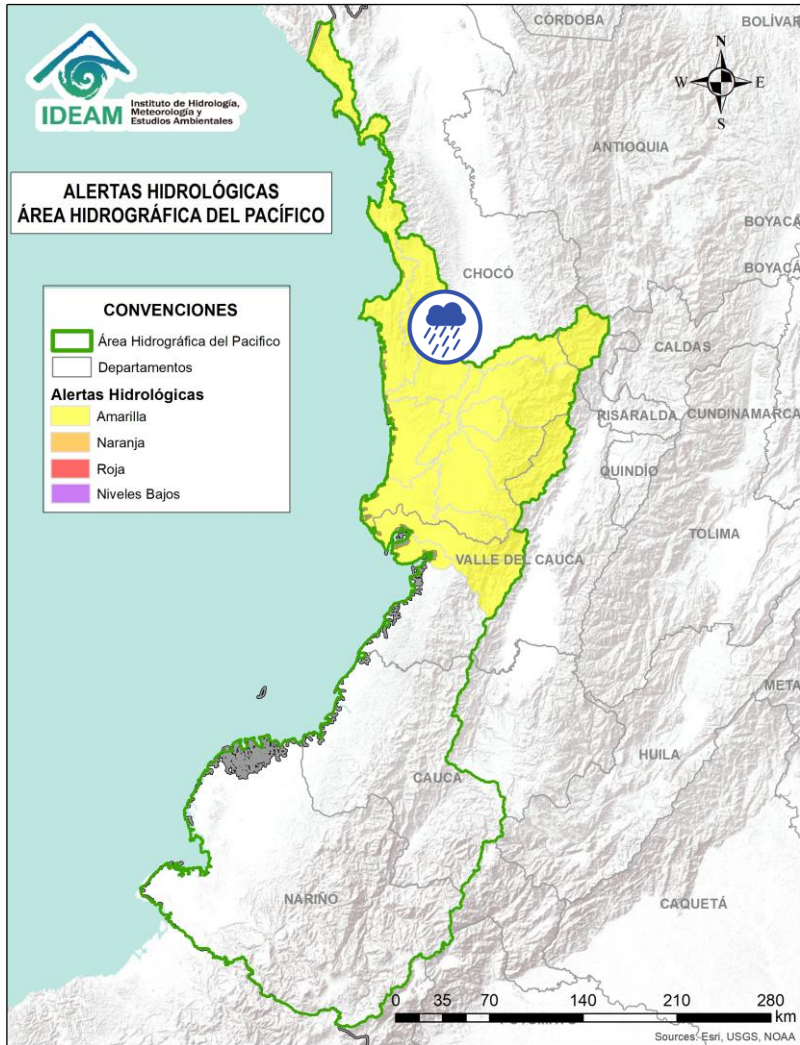 CÓRDOBA
BOLÍVAR
N
W
E
S
IDEAM
Instituto de Hidrología,
Meteorología y
Estudios Ambientales
ANTIOQUIA
ALERTAS HIDROLÓGICAS
ÁREA HIDROGRÁFICA DEL PACÍFICO
BOYACÁ
BOYACÁ
CHOCÓ
CONVENCIONES
Área Hidrográfica del Pacifico
Departamentos
Alertas Hidrológicas
Amarilla
Naranja
Roja
Niveles Bajos
CALDAS
RISARALDA
CUNDINAMARCA
QUINDÍO
TOLIMA
VALLE DEL CAUCA
META
HUILA
CAUCA
NARIÑO
CAQUETÁ
0 35 70 140 210 280
km
Sources: Esri, USGS, NOAA